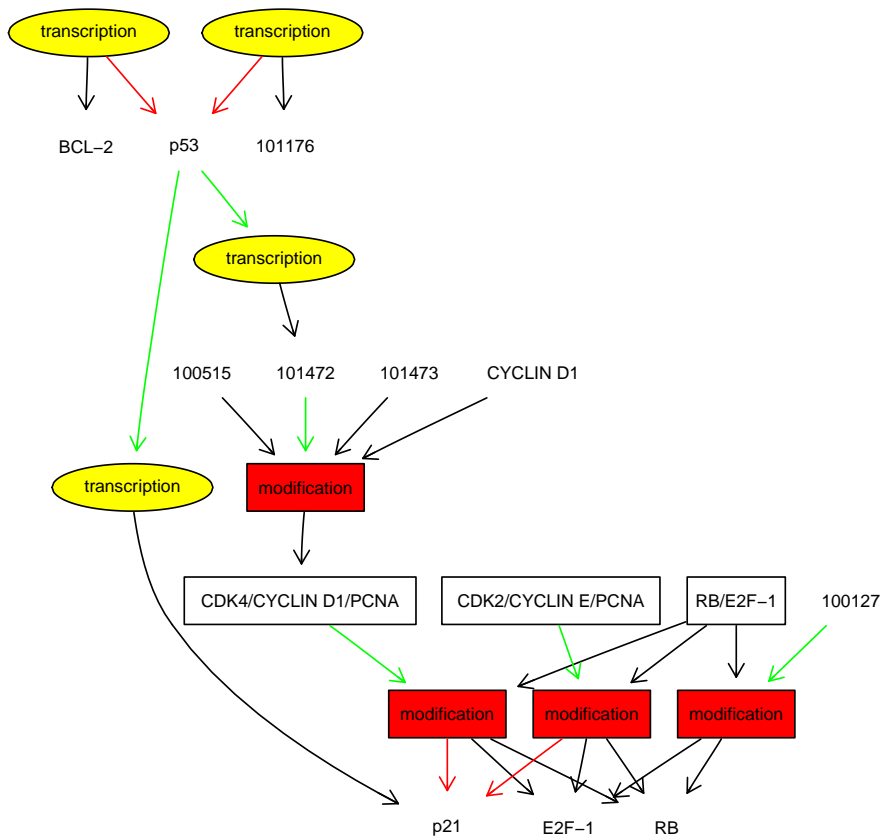 transcription
transcription
BCL−2
p53
101176
transcription
100515
101472
101473
CYCLIN D1
transcription
modification
CDK4/CYCLIN D1/PCNA
CDK2/CYCLIN E/PCNA
RB/E2F−1
100127
modification
modification
modification
p21
E2F−1
RB